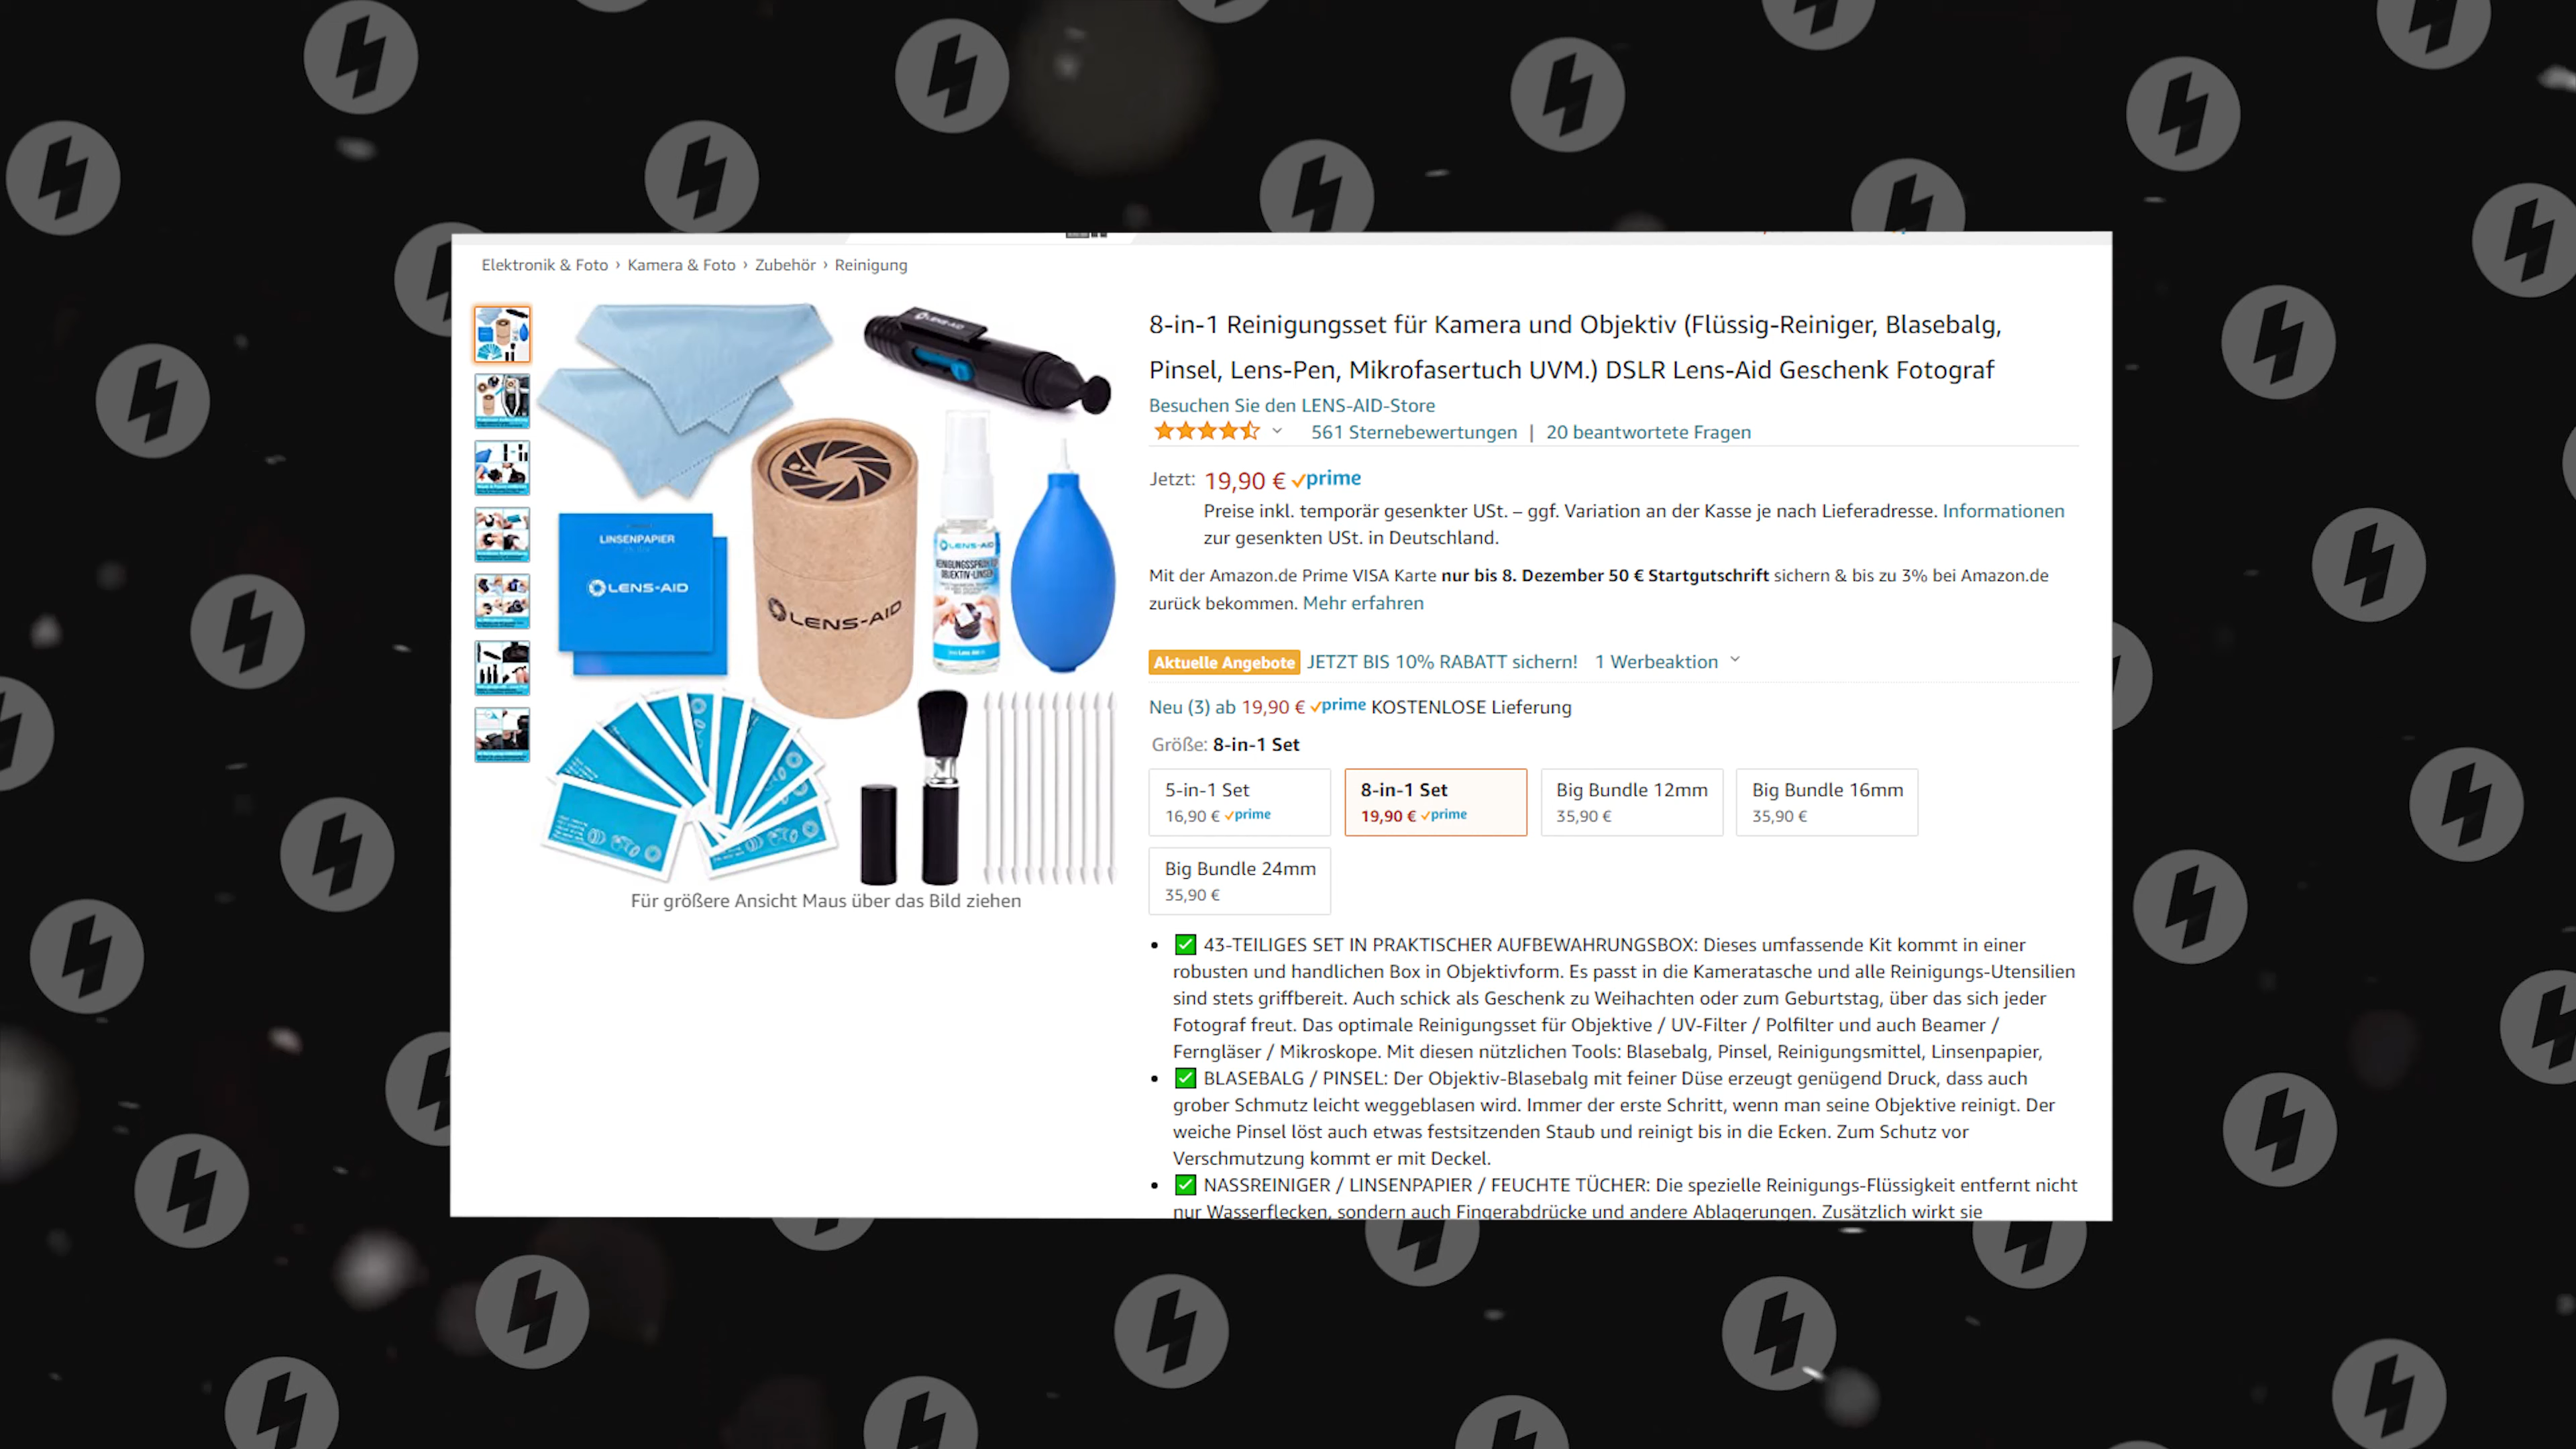 Elektronik & Foto › Kamera & Foto › Zubehör › Reinigung
LENS-AID
LINSENPAPIER
LENS-AID
LENS-AID
LENS-AID
REINIGUNGSSPRAY FÜR
OBJEKTIV-LINSEN
Für größere Ansicht Maus über das Bild ziehen
8-in-1 Reinigungsset für Kamera und Objektiv (Flüssig-Reiniger, Blasebalg,
Pinsel, Lens-Pen, Mikrofasertuch UVM.) DSLR Lens-Aid Geschenk Fotograf
Besuchen Sie den LENS-AID-Store
561 Sternebewertungen | 20 beantwortete Fragen
Jetzt: 19,90 € prime
Preise inkl. temporär gesenkter USt. – ggf. Variation an der Kasse je nach Lieferadresse. Informationen
zur gesenkten USt. in Deutschland.
Mit der Amazon.de Prime VISA Karte nur bis 8. Dezember 50 € Startgutschrift sichern & bis zu 3% bei Amazon.de
zurück bekommen. Mehr erfahren
Aktuelle Angebote JETZT BIS 10% RABATT sichern! 1 Werbeaktion
Neu (3) ab 19,90 € prime KOSTENLOSE Lieferung
Größe: 8-in-1 Set
5-in-1 Set
16,90 € prime
8-in-1 Set
19,90 € prime
Big Bundle 12mm
35,90 €
Big Bundle 16mm
35,90 €
Big Bundle 24mm
35,90 €
• ✅ 43-TEILIGES SET IN PRAKTISCHER AUFBEWAHRUNGSBOX: Dieses umfassende Kit kommt in einer
robusten und handlichen Box in Objektivform. Es passt in die Kameratasche und alle Reinigungs-Utensilien
sind stets griffbereit. Auch schick als Geschenk zu Weihachten oder zum Geburtstag, über das sich jeder
Fotograf freut. Das optimale Reinigungsset für Objektive / UV-Filter / Polfilter und auch Beamer /
Ferngläser / Mikroskope. Mit diesen nützlichen Tools: Blasebalg, Pinsel, Reinigungsmittel, Linsenpapier,
• ✅ BLASEBALG / PINSEL: Der Objektiv-Blasebalg mit feiner Düse erzeugt genügend Druck, dass auch
grober Schmutz leicht weggeblasen wird. Immer der erste Schritt, wenn man seine Objektive reinigt. Der
weiche Pinsel löst auch etwas festsitzenden Staub und reinigt bis in die Ecken. Zum Schutz vor
Verschmutzung kommt er mit Deckel.
• ✅ NASSREINIGER / LINSENPAPIER / FEUCHTE TÜCHER: Die spezielle Reinigungs-Flüssigkeit entfernt nicht
nur Wasserflecken, sondern auch Fingerabdrücke und andere Ablagerungen. Zusätzlich wirkt sie